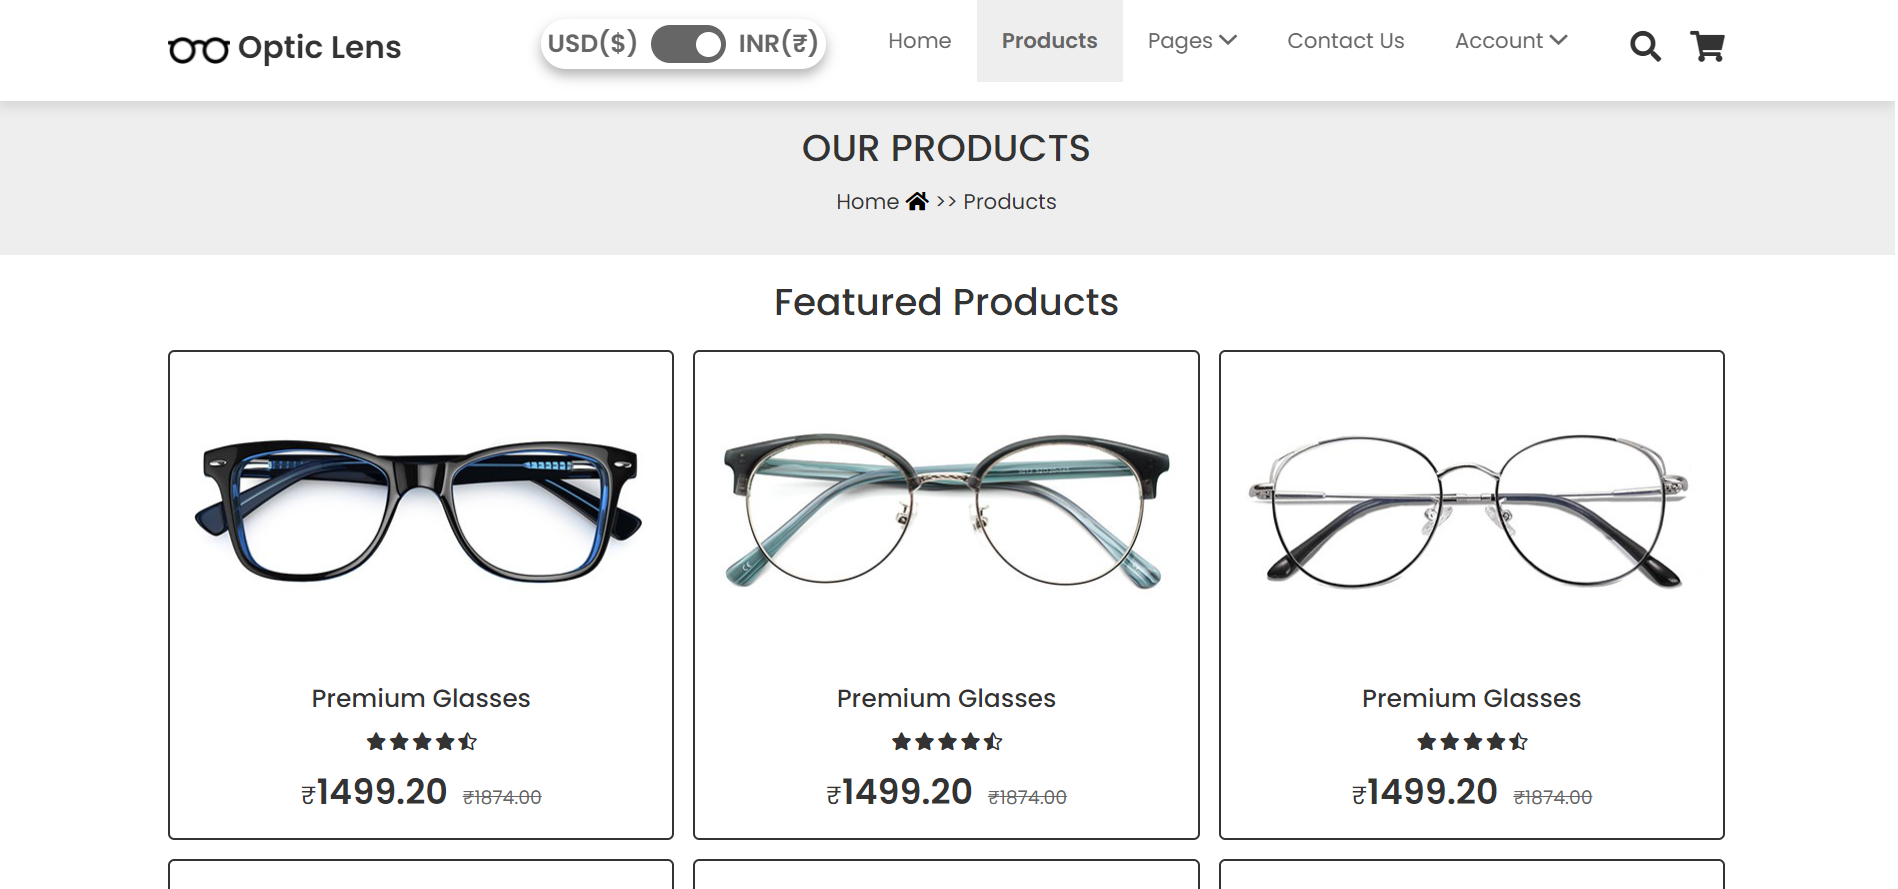 Optic Lens
USD($) INR(₹)
Home Products Pages Contact Us Account
OUR PRODUCTS
Home >> Products
Featured Products
Premium Glasses
₹1499.20 ₹1874.00
Premium Glasses
₹1499.20 ₹1874.00
Premium Glasses
₹1499.20 ₹1874.00